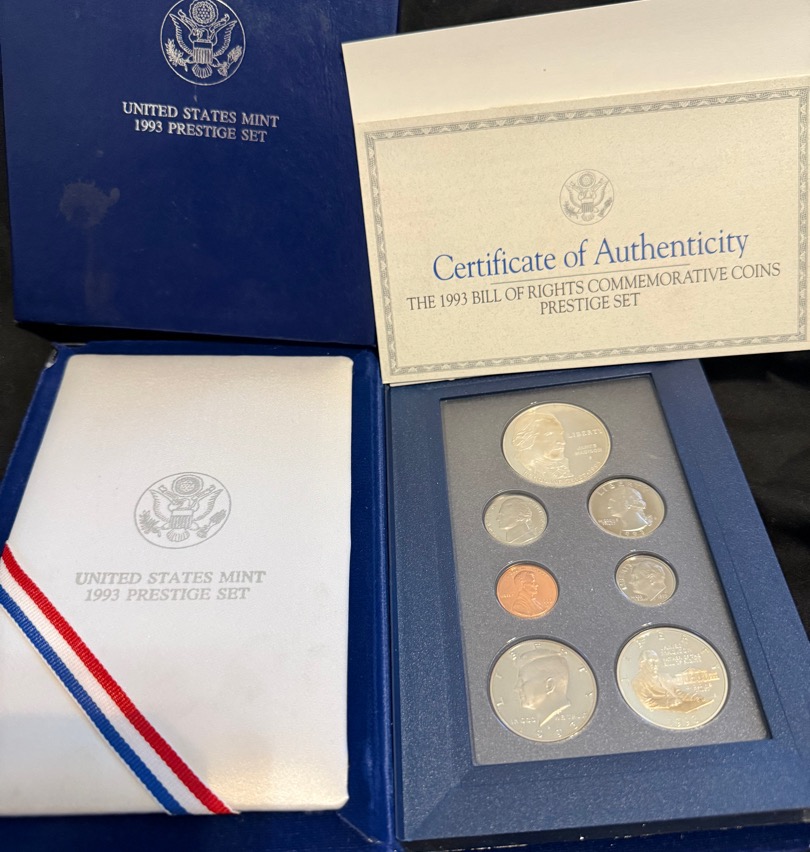 UNITED STATES MINT
1993 PRESTIGE SET
Certificate of Authenticity
THE 1993 BILL OF RIGHTS COMMEMORATIVE COINS
PRESTIGE SET
UNITED STATES MINT
1993 PRESTIGE SET
LIBERTY
LIBERTY